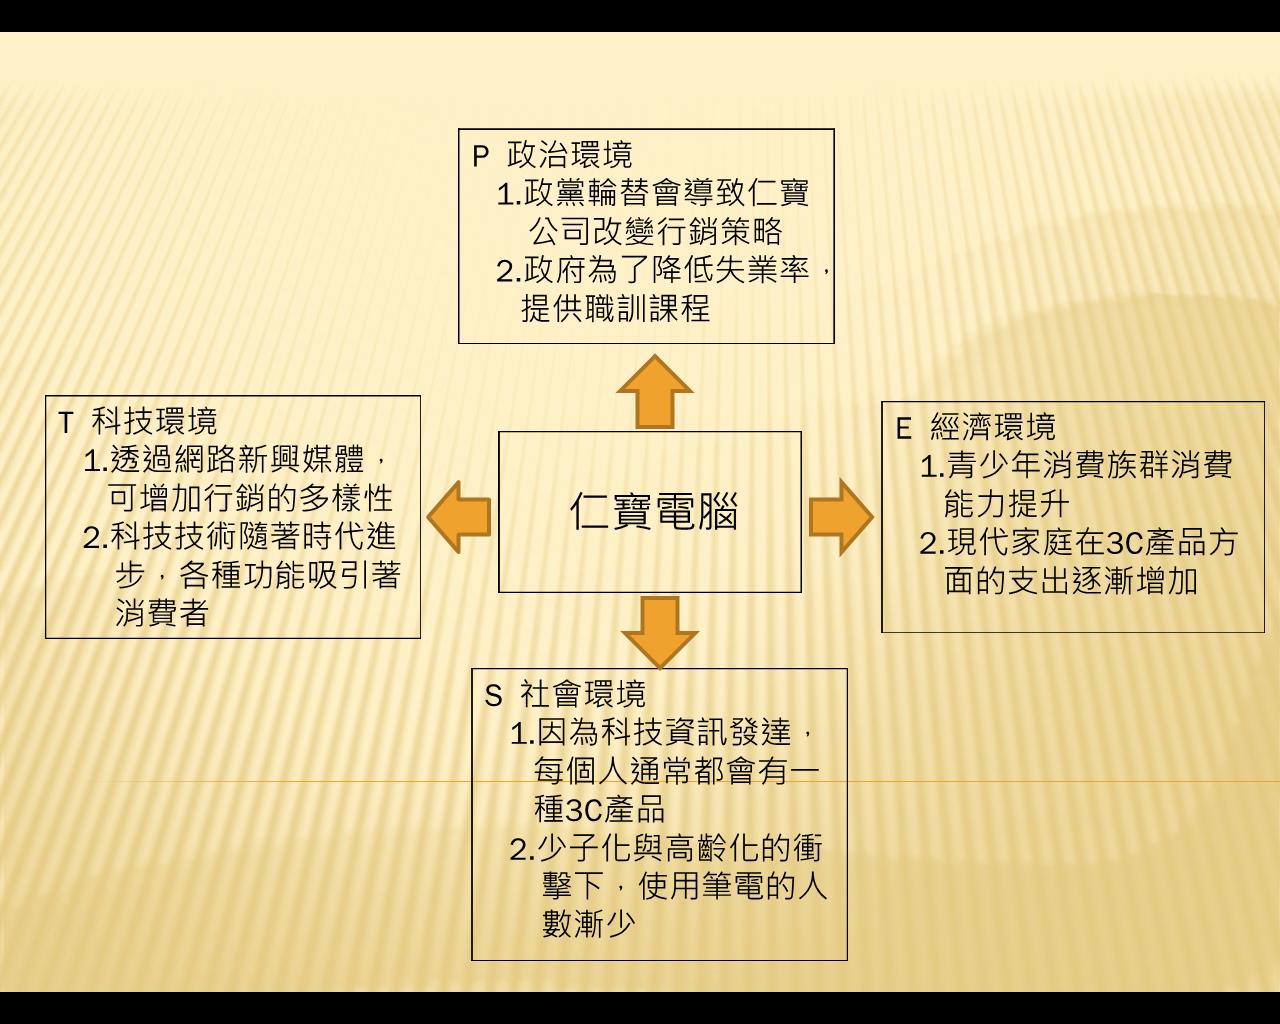 P 政治環境
1.政黨輪替會導致仁寶
公司改變行銷策略
2.政府為了降低失業率，
提供職訓課程
T 科技環境
1.透過網路新興媒體，
可增加行銷的多樣性
2.科技技術隨著時代進
步，各種功能吸引著
消費者
仁寶電腦
E 經濟環境
1.青少年消費族群消費
能力提升
2.現代家庭在3C產品方
面的支出逐漸增加
S 社會環境
1.因為科技資訊發達，
每個人通常都會有一
種3C產品
2.少子化與高齡化的衝
擊下，使用筆電的人
數漸少